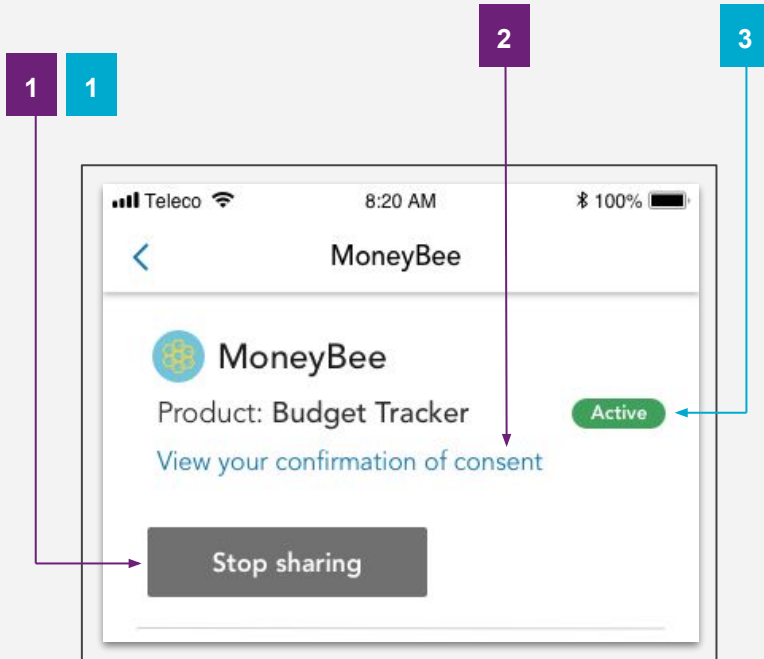 2
3
1 1
Teleco 8:20 AM 100%
MoneyBee
MoneyBee
Product: Budget Tracker Active
View your confirmation of consent
Stop sharing